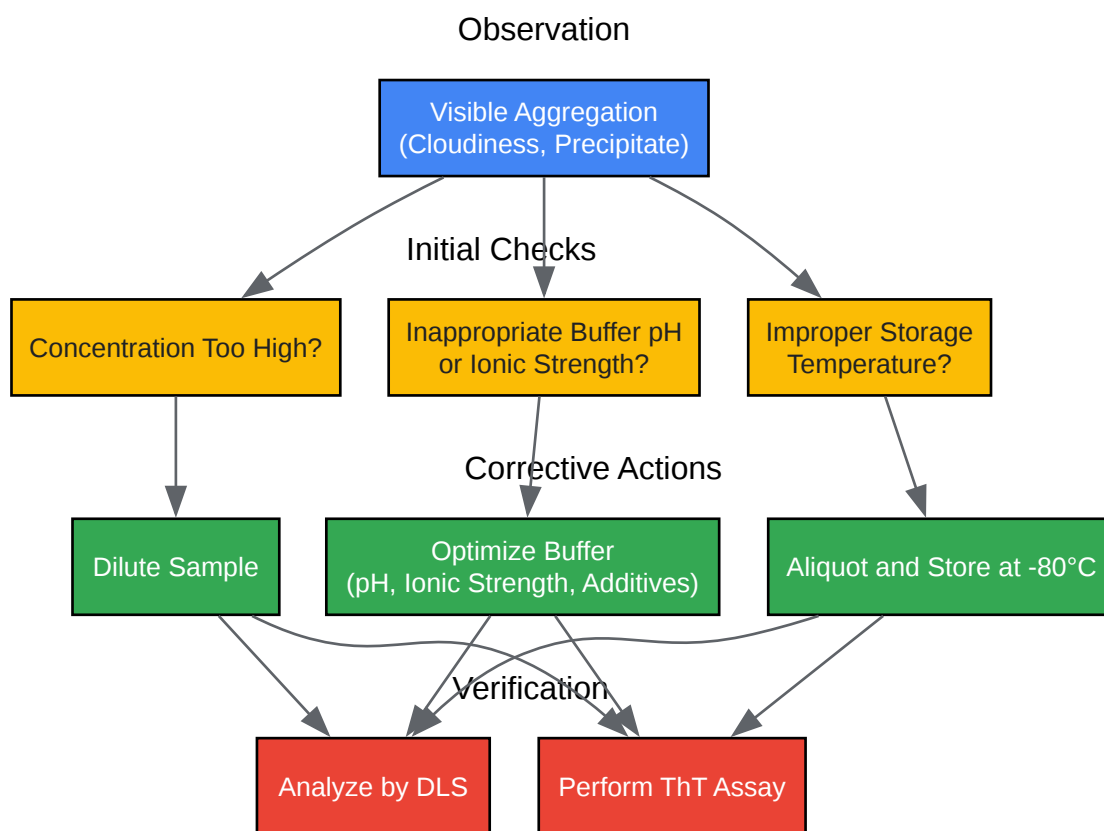 Observation
Visible Aggregation
(Cloudiness, Precipitate)
Initial Checks
Concentration Too High?
Inappropriate Buffer pH
or Ionic Strength?
Improper Storage
Temperature?
Corrective Actions
Dilute Sample
Optimize Buffer
(pH, Ionic Strength, Additives)
Aliquot and Store at -80°C
Verification
Analyze by DLS
Perform ThT Assay